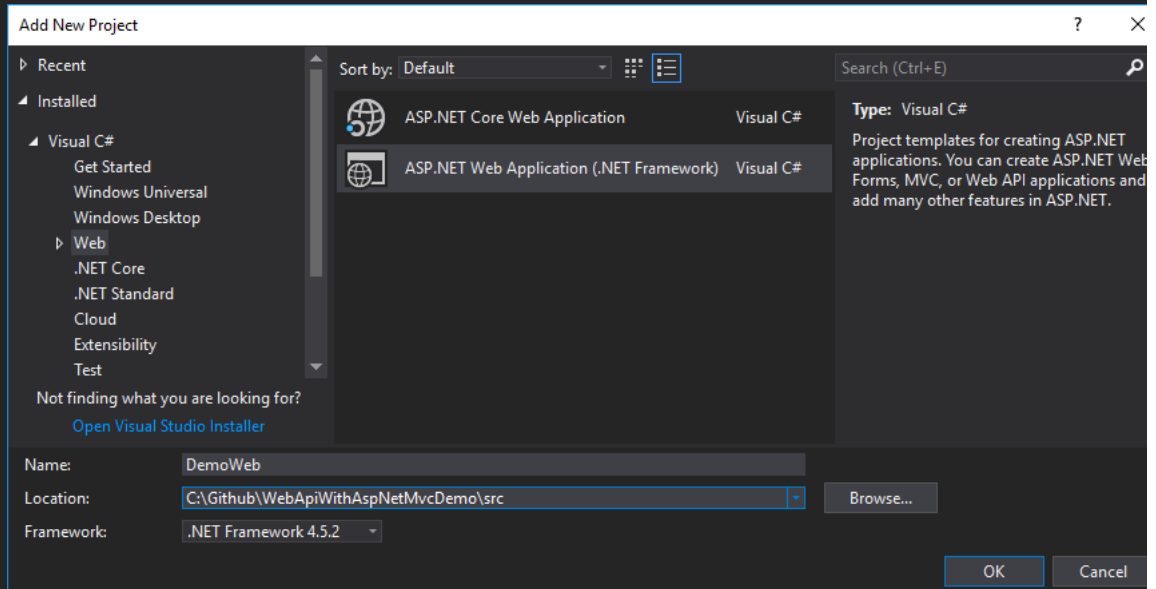 Add New Project
?
Recent
Installed
Visual C#
Get Started
Windows Universal
Windows Desktop
Web
.NET Core
.NET Standard
Cloud
Extensibility
Test
Not finding what you are looking for?
Open Visual Studio Installer
Sort by: Default
ASP.NET Core Web Application Visual C#
ASP.NET Web Application (.NET Framework) Visual C#
Search (Ctrl+E)
Type: Visual C#
Project templates for creating ASP.NET
applications. You can create ASP.NET Web
Forms, MVC, or Web API applications and
add many other features in ASP.NET.
Name: DemoWeb
Location: C:\Github\WebApiWithAspNetMvcDemo\src
Browse...
Framework: .NET Framework 4.5.2
OK Cancel